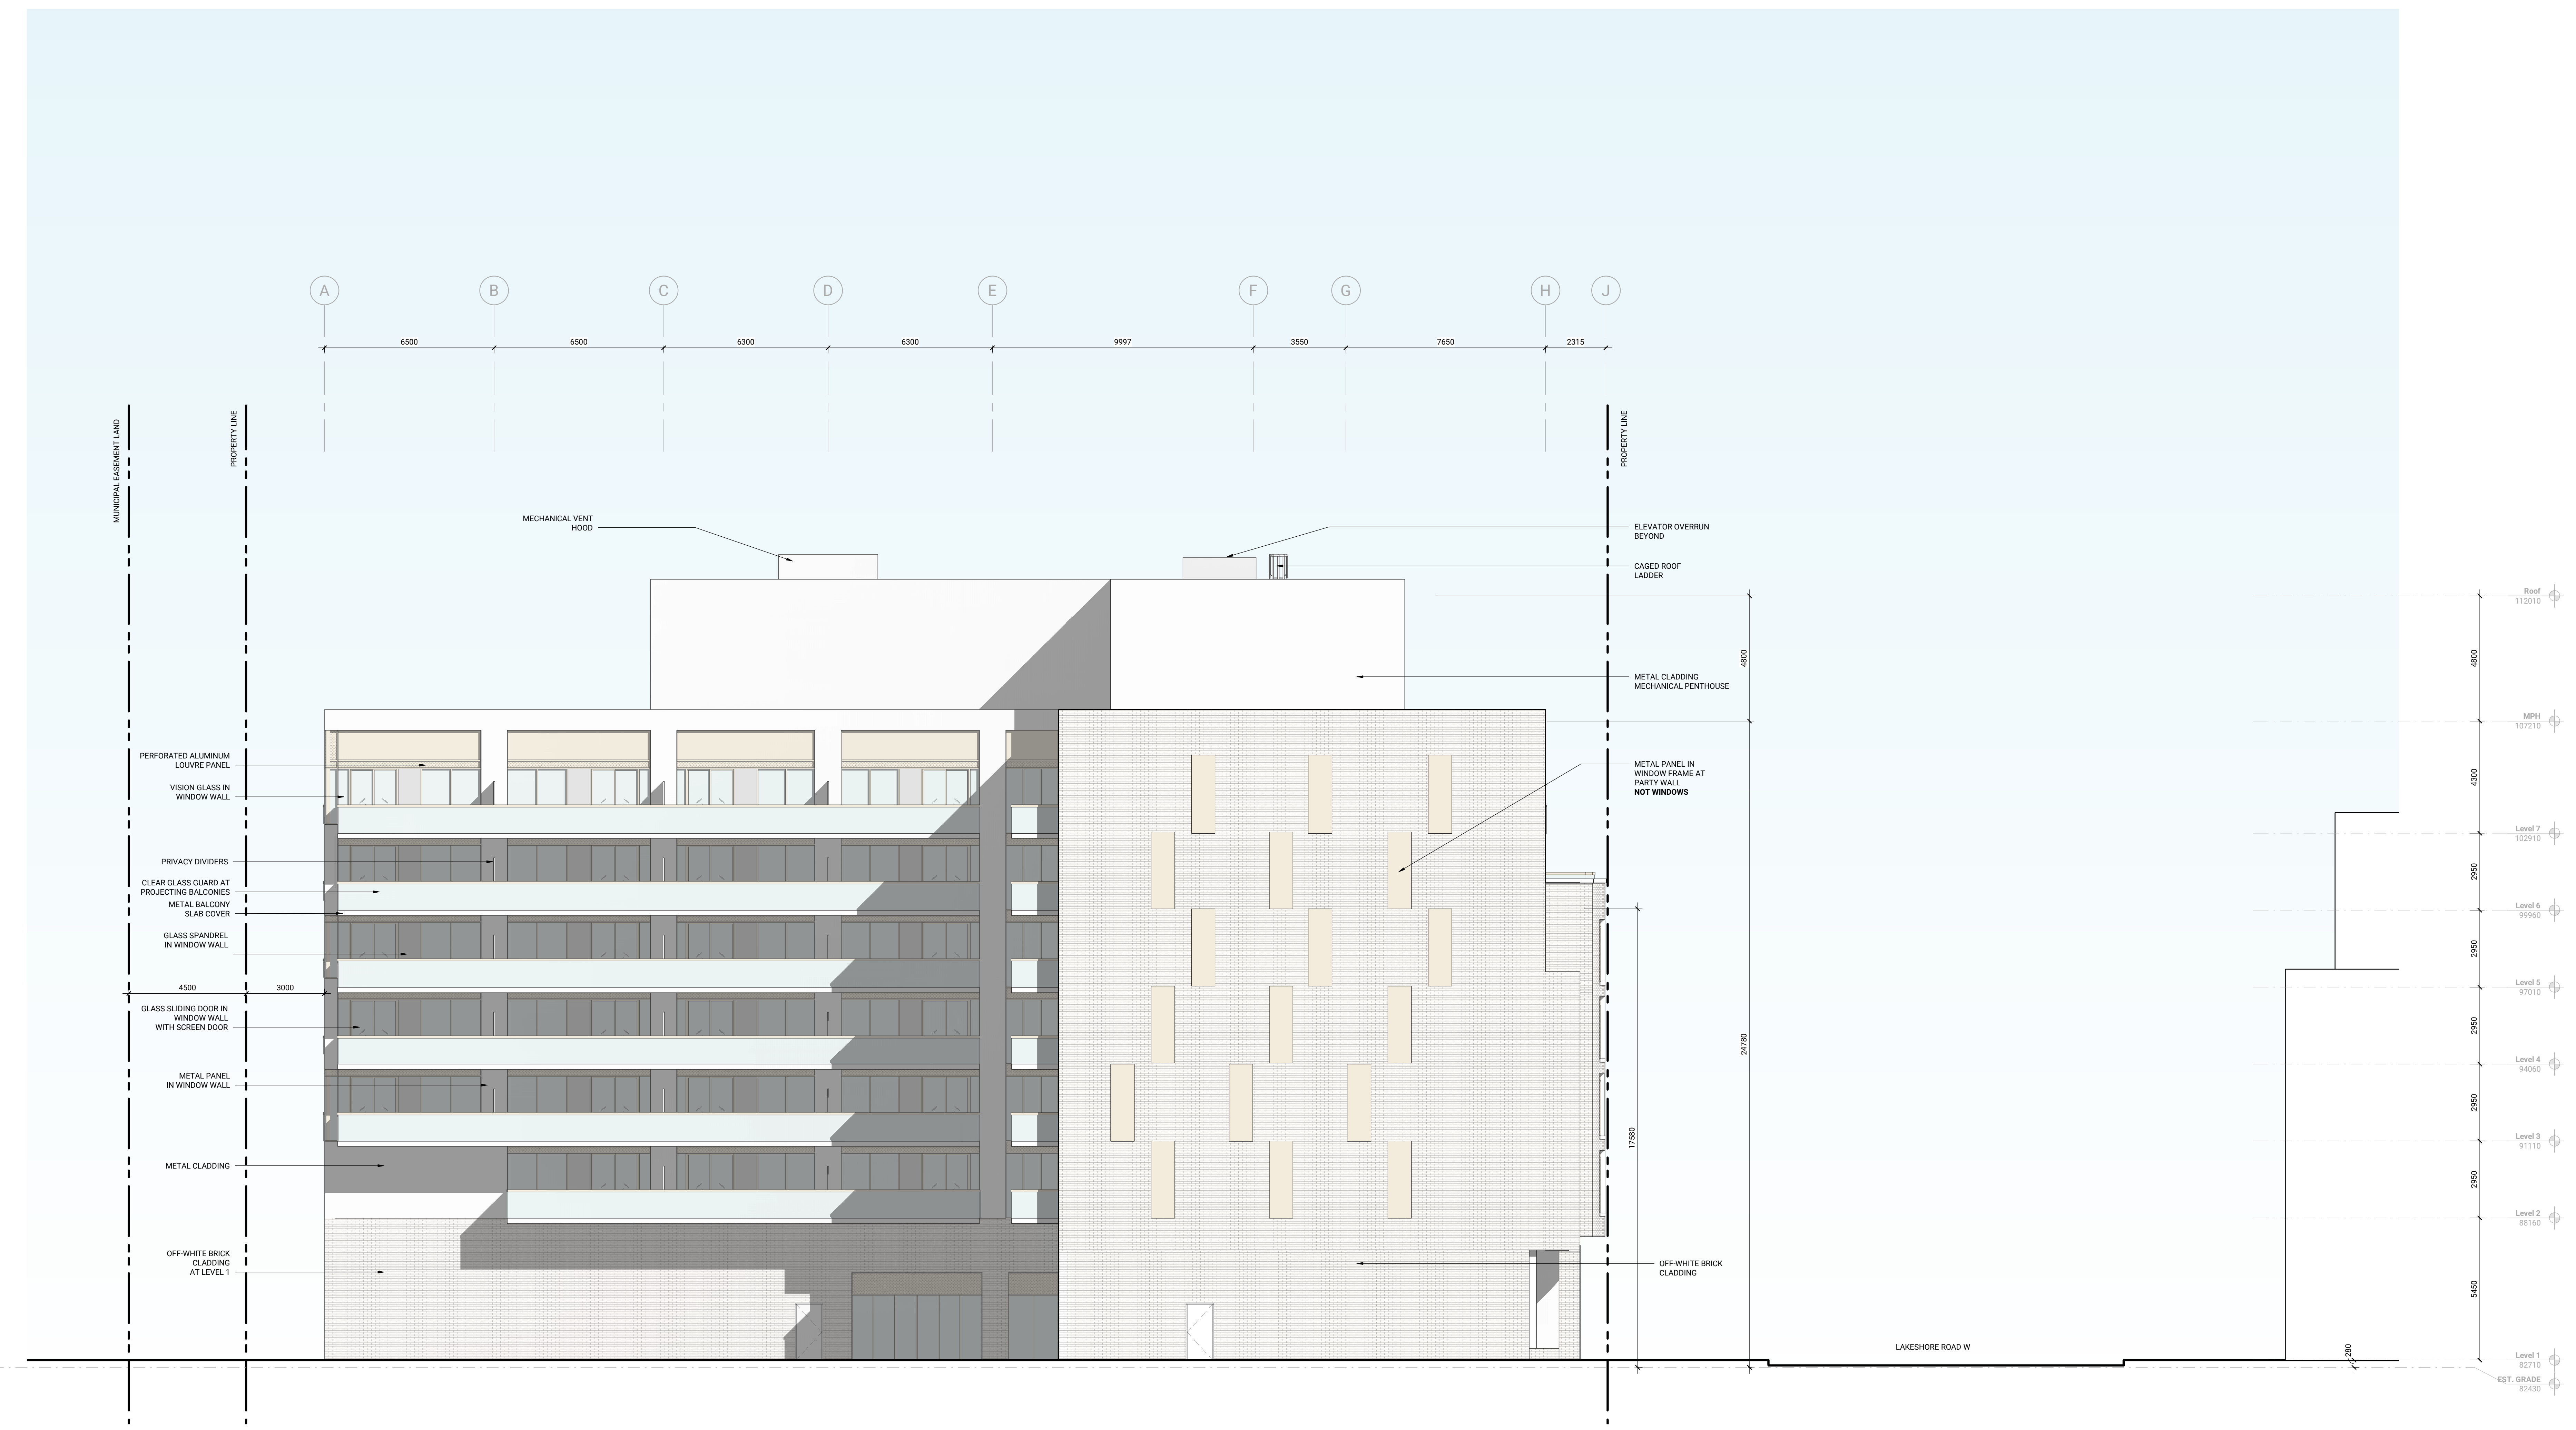 A
B
C
D
E
F
G
H
J
6500
6500
6300
6300
9997
3550
7650
2315
MUNICIPAL EASEMENT LAND
PROPERTY LINE
PROPERTY LINE
MECHANICAL VENT
HOOD
ELEVATOR OVERRUN
BEYOND
CAGED ROOF
LADDER
METAL CLADDING
MECHANICAL PENTHOUSE
METAL PANEL IN
WINDOW FRAME AT
PARTY WALL
NOT WINDOWS
OFF-WHITE BRICK
CLADDING
PERFORATED ALUMINUM
LOUVRE PANEL
VISION GLASS IN
WINDOW WALL
PRIVACY DIVIDERS
CLEAR GLASS GUARD AT
PROJECTING BALCONIES
METAL BALCONY
SLAB COVER
GLASS SPANDREL
IN WINDOW WALL
4500
3000
GLASS SLIDING DOOR IN
WINDOW WALL
WITH SCREEN DOOR
METAL PANEL
IN WINDOW WALL
METAL CLADDING
OFF-WHITE BRICK
CLADDING
AT LEVEL 1
4800
24780
17580
LAKESHORE ROAD W
Roof
112010
4800
MPH
107210
4300
Level 7
102910
2950
Level 6
99960
2950
Level 5
97010
2950
Level 4
94060
2950
Level 3
91110
2950
Level 2
88160
5450
280
Level 1
82710
EST. GRADE
82430